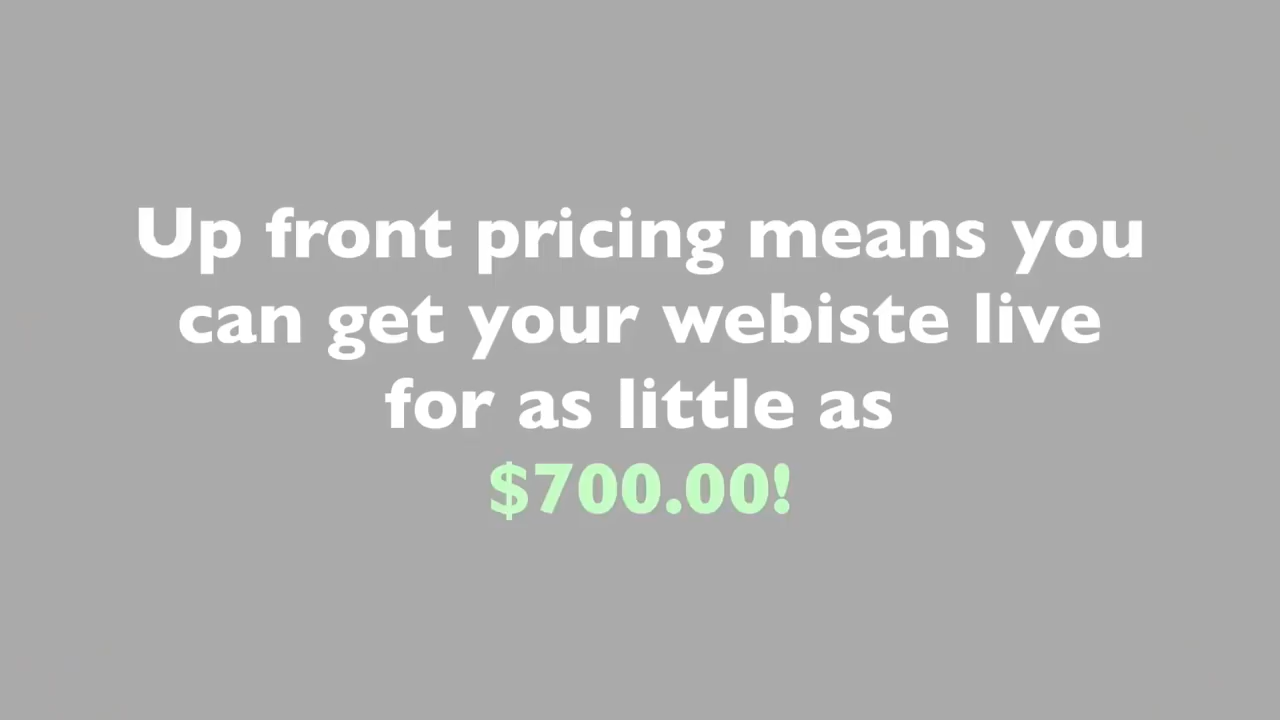 Up front pricing means you
can get your webiste live
for as little as
$700.00!